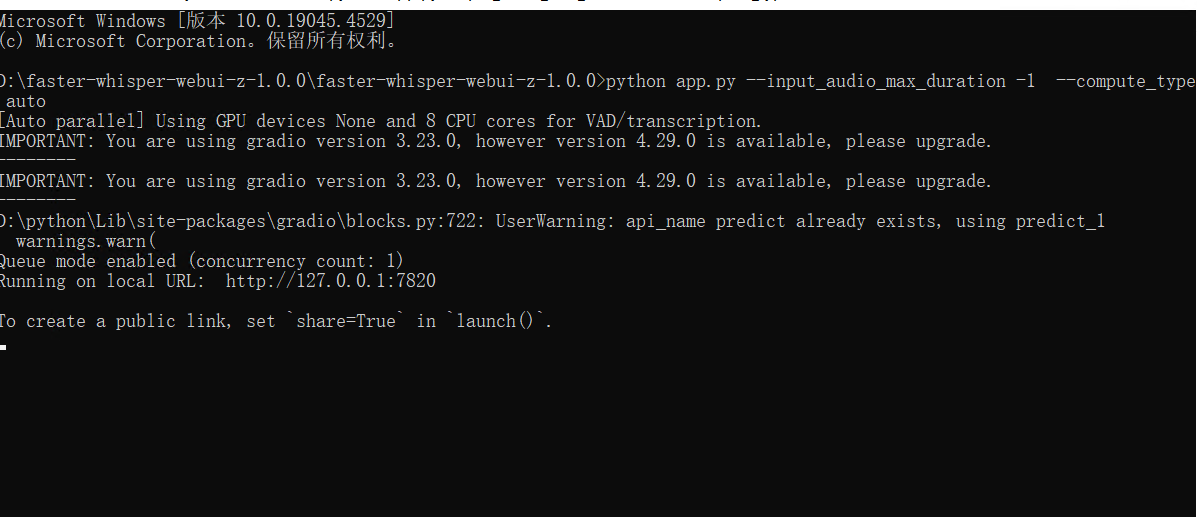 Microsoft Windows [版本 10.0.19045.4529]
(c) Microsoft Corporation。保留所有权利。
D:\faster-whisper-webui-z-1.0.0\faster-whisper-webui-z-1.0.0>python app.py --input_audio_max_duration -1  --compute_type
auto
[Auto parallel] Using GPU devices None and 8 CPU cores for VAD/transcription.
IMPORTANT: You are using gradio version 3.23.0, however version 4.29.0 is available, please upgrade.
--------
IMPORTANT: You are using gradio version 3.23.0, however version 4.29.0 is available, please upgrade.
--------
D:\python\Lib\site-packages\gradio\blocks.py:722: UserWarning: api_name predict already exists, using predict_1
warnings.warn(
Queue mode enabled (concurrency count: 1)
Running on local URL:  http://127.0.0.1:7820
To create a public link, set `share=True` in `launch()`.